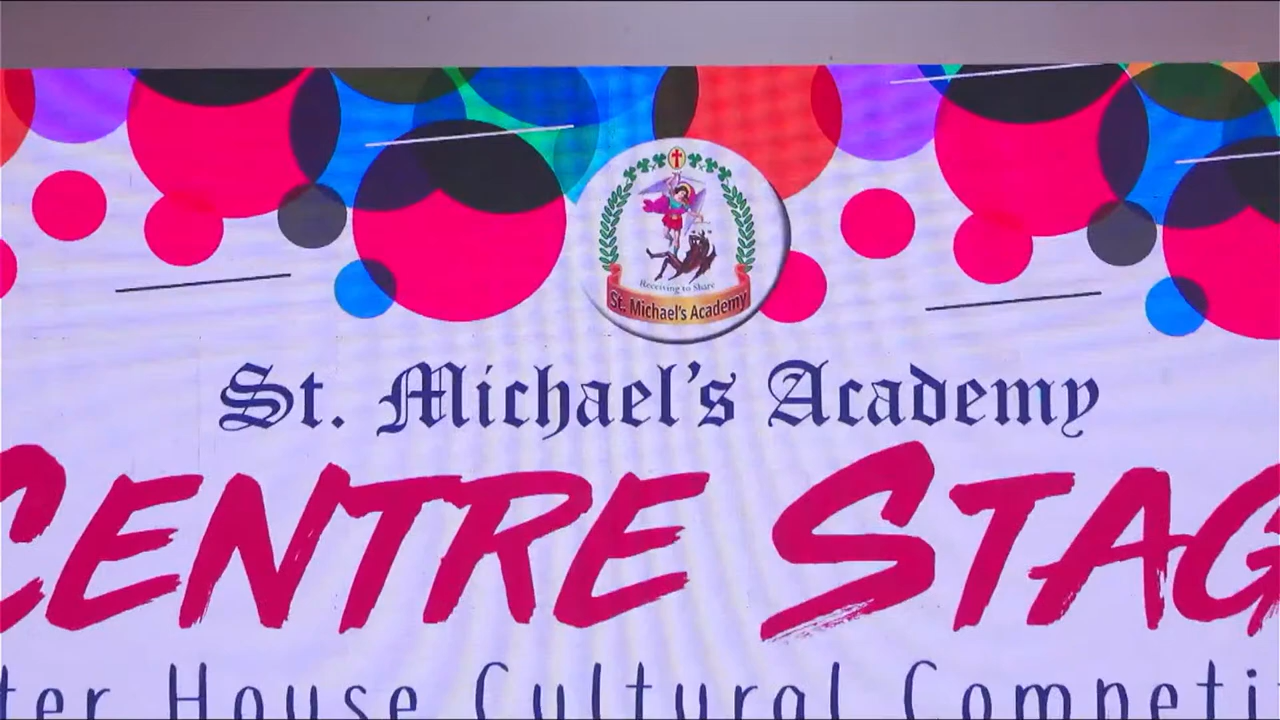 Receiving to Share
St. Michael's Academy
St. Michael's Academy
CENTRE STAG
ter House Cultural Competi